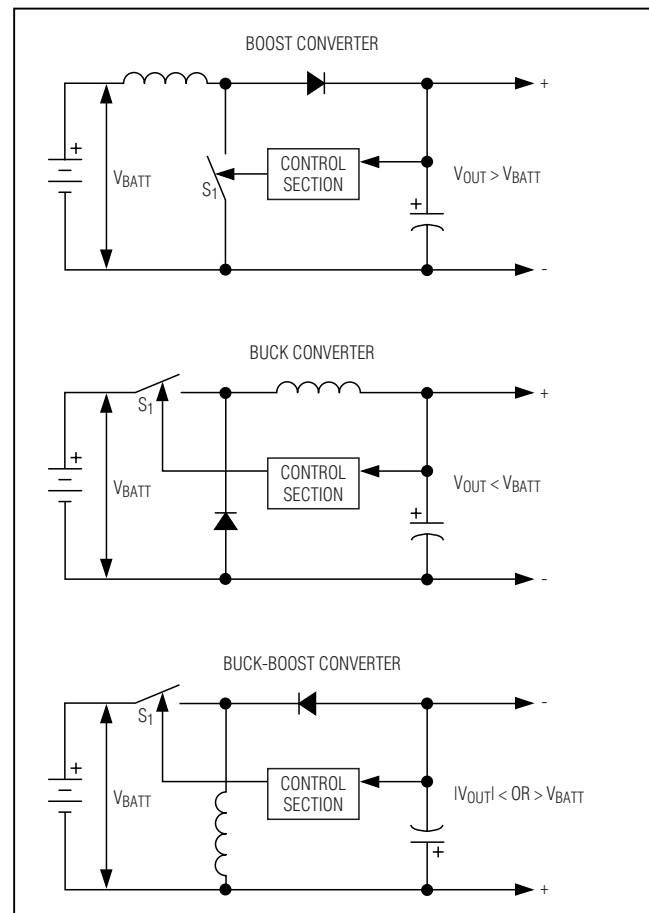 BOOST CONVERTER
+
+
VBATT
S1
CONTROL
SECTION
VOUT > VBATT
+
-
BUCK CONVERTER
+
S1
+
VBATT
CONTROL
SECTION
VOUT < VBATT
+
-
BUCK-BOOST CONVERTER
-
S1
+
VBATT
CONTROL
SECTION
|VOUT| < OR > VBATT
+
+